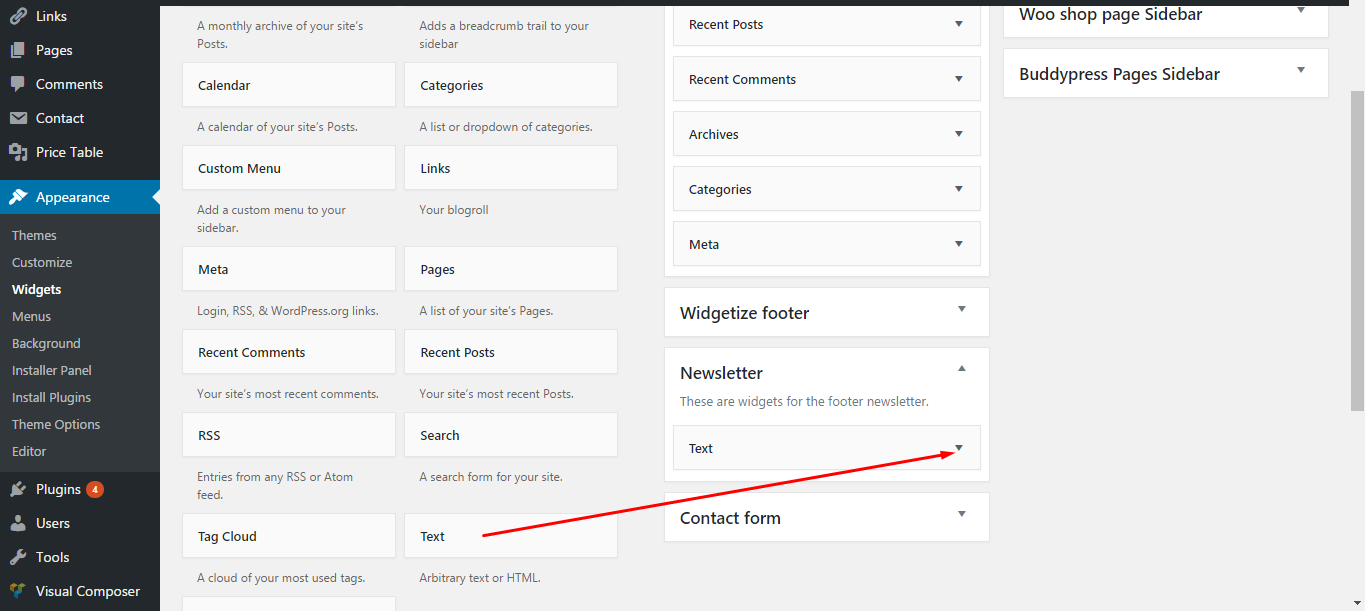 Links
Pages
Comments
Contact
Price Table
Appearance
Themes
Customize
Widgets
Menus
Background
Installer Panel
Install Plugins
Theme Options
Editor
Plugins 4
Users
Tools
Visual Composer
A monthly archive of your site’s
Posts.
Adds a breadcrumb trail to your
sidebar
Calendar
Categories
A calendar of your site’s Posts.
A list or dropdown of categories.
Custom Menu
Links
Add a custom menu to your
sidebar.
Your blogroll
Meta
Pages
Login, RSS, & WordPress.org links.
A list of your site’s Pages.
Recent Comments
Recent Posts
Your site’s most recent comments.
Your site’s most recent Posts.
RSS
Search
Entries from any RSS or Atom
feed.
A search form for your site.
Tag Cloud
Text
A cloud of your most used tags.
Arbitrary text or HTML.
Recent Posts
Recent Comments
Archives
Categories
Meta
Widgetize footer
Newsletter
These are widgets for the footer newsletter.
Text
Contact form
Woo shop page Sidebar
Buddypress Pages Sidebar